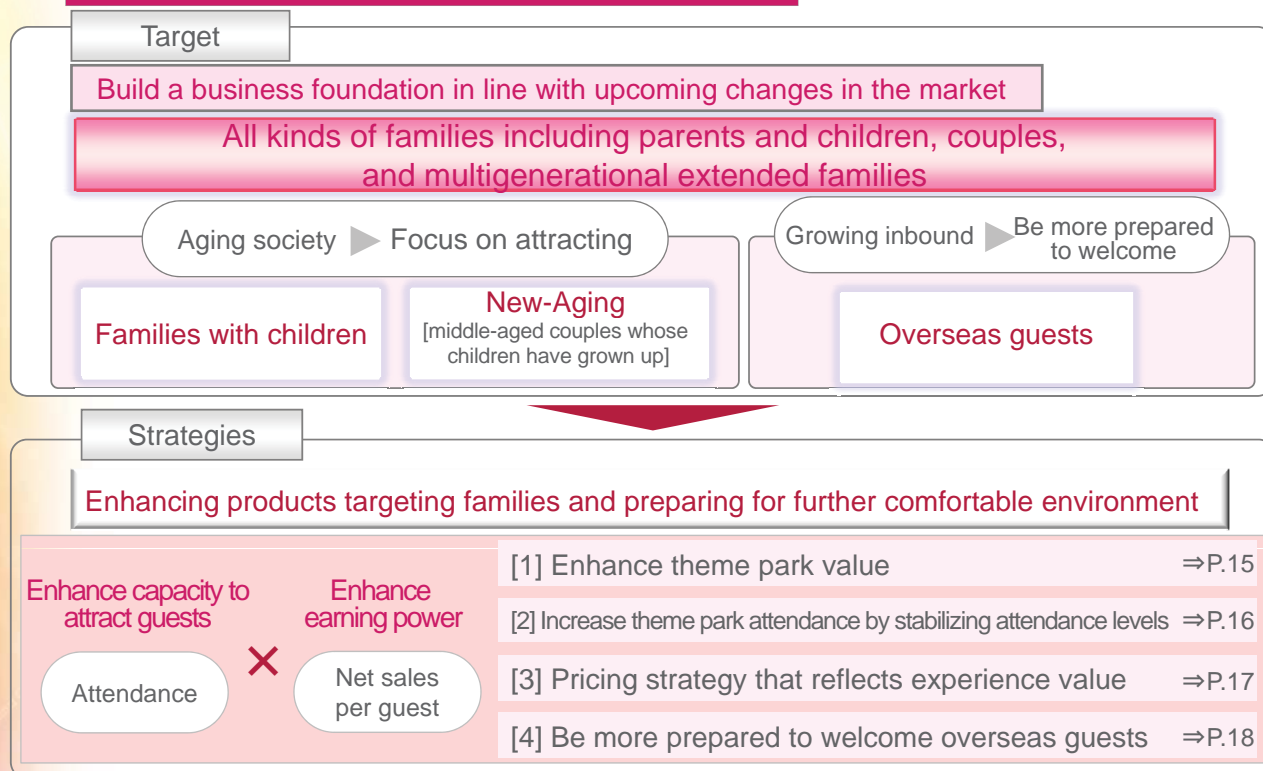 Target
Build a business foundation in line with upcoming changes in the market
All kinds of families including parents and children, couples,
and multigenerational extended families
Aging society ▶ Focus on attracting
Families with children
New-Aging
[middle-aged couples whose
children have grown up]
Growing inbound ▶ Be more prepared
to welcome
Overseas guests
Strategies
Enhancing products targeting families and preparing for further comfortable environment
Enhance capacity to
attract guests
Attendance
×
Enhance
earning power
Net sales
per guest
[1] Enhance theme park value ⇒P.15
[2] Increase theme park attendance by stabilizing attendance levels ⇒P.16
[3] Pricing strategy that reflects experience value ⇒P.17
[4] Be more prepared to welcome overseas guests ⇒P.18